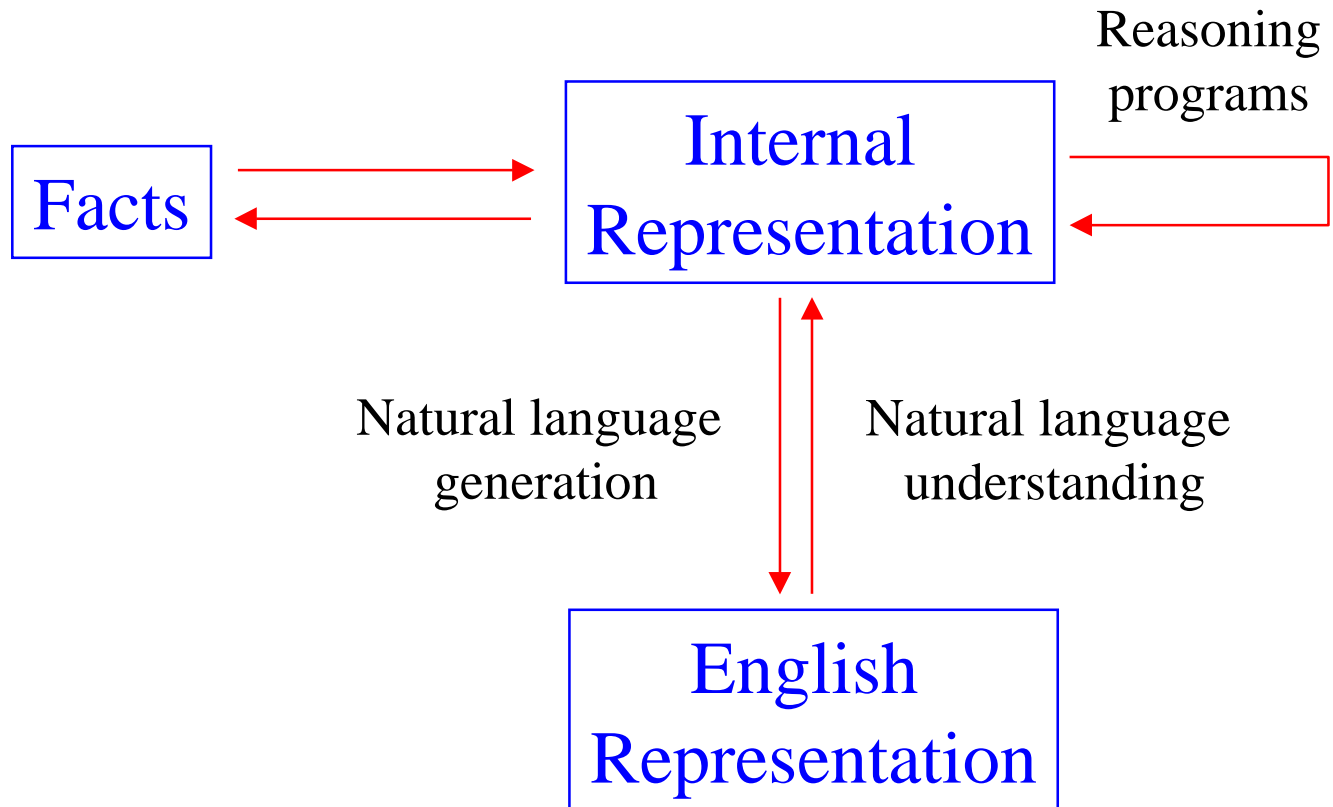 Reasoning
programs
Internal
Representation
Facts
Natural language
generation
Natural language
understanding
English
Representation